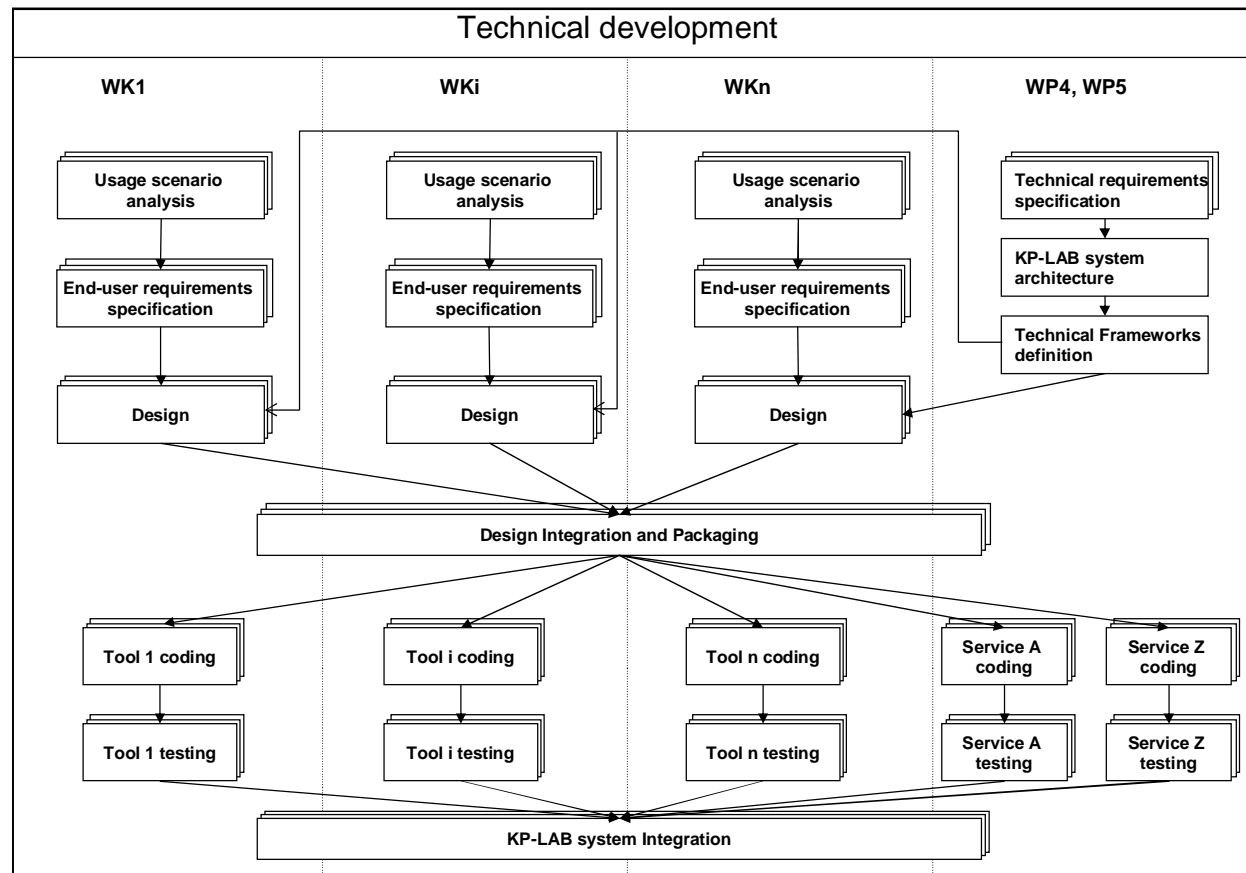 Technical development
WK1
WKi
WKn
WP4, WP5
Usage scenario
analysis
Usage scenario
analysis
Usage scenario
analysis
Technical requirements
specification
End-user requirements
specification
End-user requirements
specification
End-user requirements
specification
KP-LAB system
architecture
Technical Frameworks
definition
Design
Design
Design
Design Integration and Packaging
Tool 1 coding
Tool i coding
Tool n coding
Service A
coding
Service Z
coding
Tool 1 testing
Tool i testing
Tool n testing
Service A
testing
Service Z
testing
KP-LAB system Integration